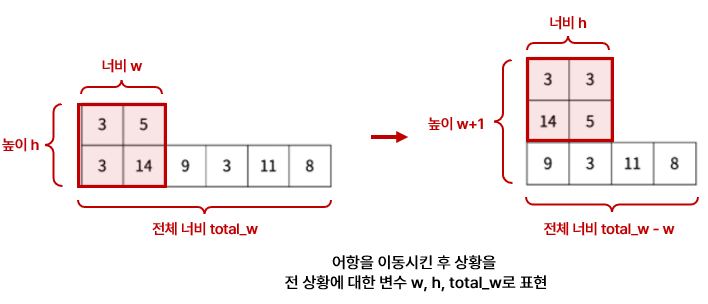 너비 w
높이 h
3 5
3 14 9 3 11 8
전체 너비 total_w
너비 h
높이 w+1
3 3
14 5
9 3 11 8
전체 너비 total_w - w
어항을 이동시킨 후 상황을
전 상황에 대한 변수 w, h, total_w로 표현